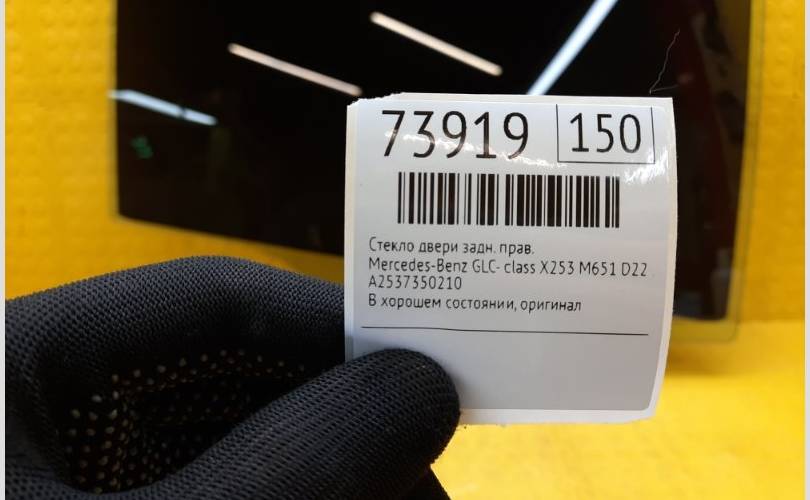 73919 150
Стекло двери задн. прав.
Mercedes-Benz GLC- class X253 M651 D22
A2537350210
В хорошем состоянии, оригинал